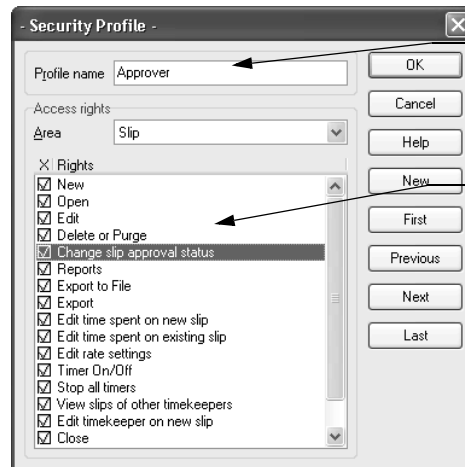 - Security Profile -
Profile name Approver
Access rights
Area Slip
X Rights
New
Open
Edit
Delete or Purge
Change slip approval status
Reports
Export to File
Export
Edit time spent on new slip
Edit time spent on existing slip
Edit rate settings
Timer On/Off
Stop all timers
View slips of other timekeepers
Edit timekeeper on new slip
Close
OK
Cancel
Help
New
First
Previous
Next
Last